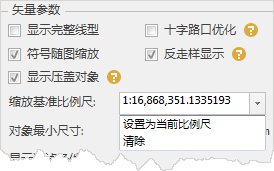 矢量参数
显示完整线型 十字路口优化
符号随图缩放 反走样显示
显示压盖对象
缩放基准比例尺: 1:16,868,351.1335193
设置为当前比例尺
对象最小尺寸:
清除